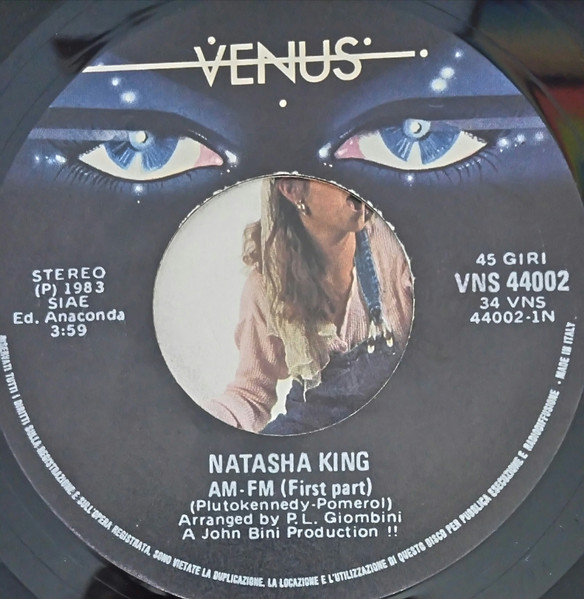 VENUS
STEREO
(P) 1983
SIAE
Ed. Anaconda
3:59
45 GIRI
VNS 44002
34 VNS
44002-1N
NATASHA KING
AM-FM (First part)
(Plutokennedy-Pomerol)
Arranged by P.L. Giombini
A John Bini Production !!
RISERVATI TUTTI I DIRITTI SULLA REGISTRAZIONE E SULL'OPERA REGISTRATA. SONO VIETATE LA DUPLICAZIONE, LA LOCAZIONE E L'UTILIZZAZIONE DI QUESTO DISCO PER PUBBLICA ESECUZIONE E RADIODIFFUSIONE - MADE IN ITALY